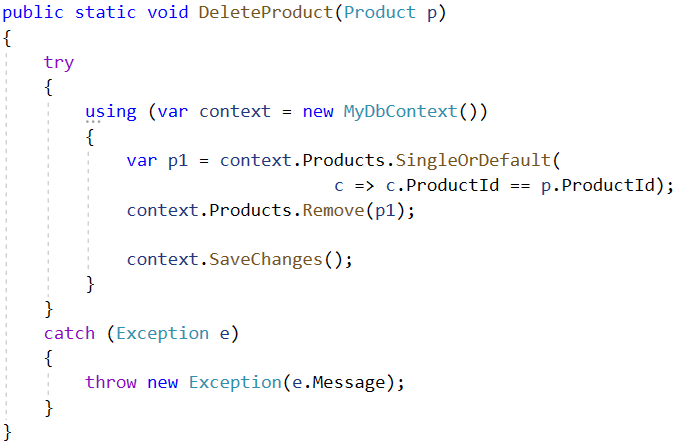 public static void DeleteProduct(Product p)
{
    try
    {
        using (var context = new MyDbContext())
        {
            var p1 = context.Products.SingleOrDefault(
                                c => c.ProductId == p.ProductId);
            context.Products.Remove(p1);

            context.SaveChanges();
        }
    }
    catch (Exception e)
    {
        throw new Exception(e.Message);
    }
}